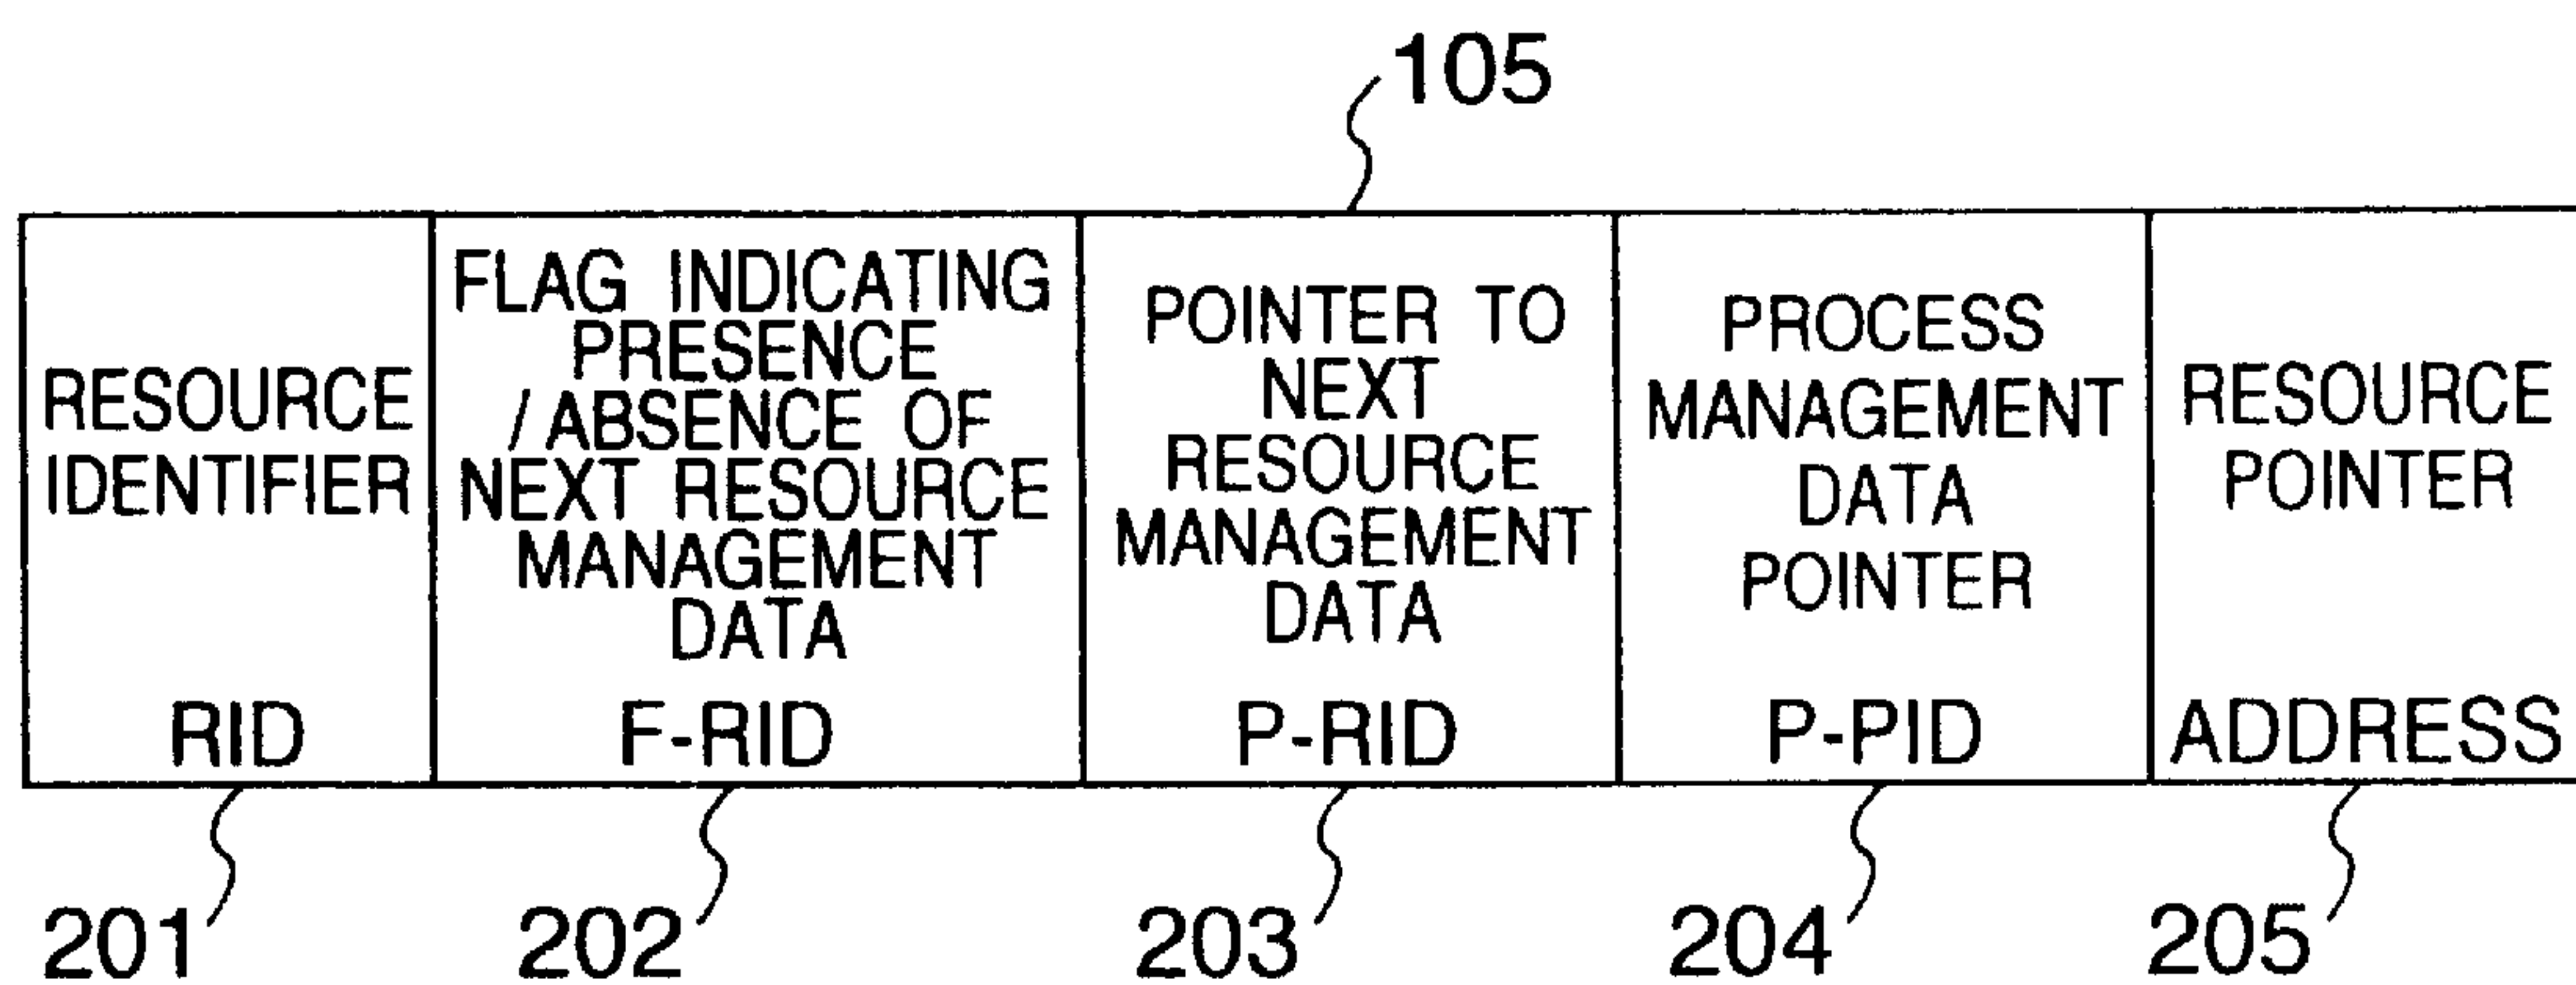 105
RESOURCE
IDENTIFIER
RID
FLAG INDICATING
PRESENCE
/ABSENCE OF
NEXT RESOURCE
MANAGEMENT
DATA
F-RID
POINTER TO
NEXT
RESOURCE
MANAGEMENT
DATA
P-RID
PROCESS
MANAGEMENT
DATA
POINTER
P-PID
RESOURCE
POINTER
ADDRESS
201
202
203
204
205